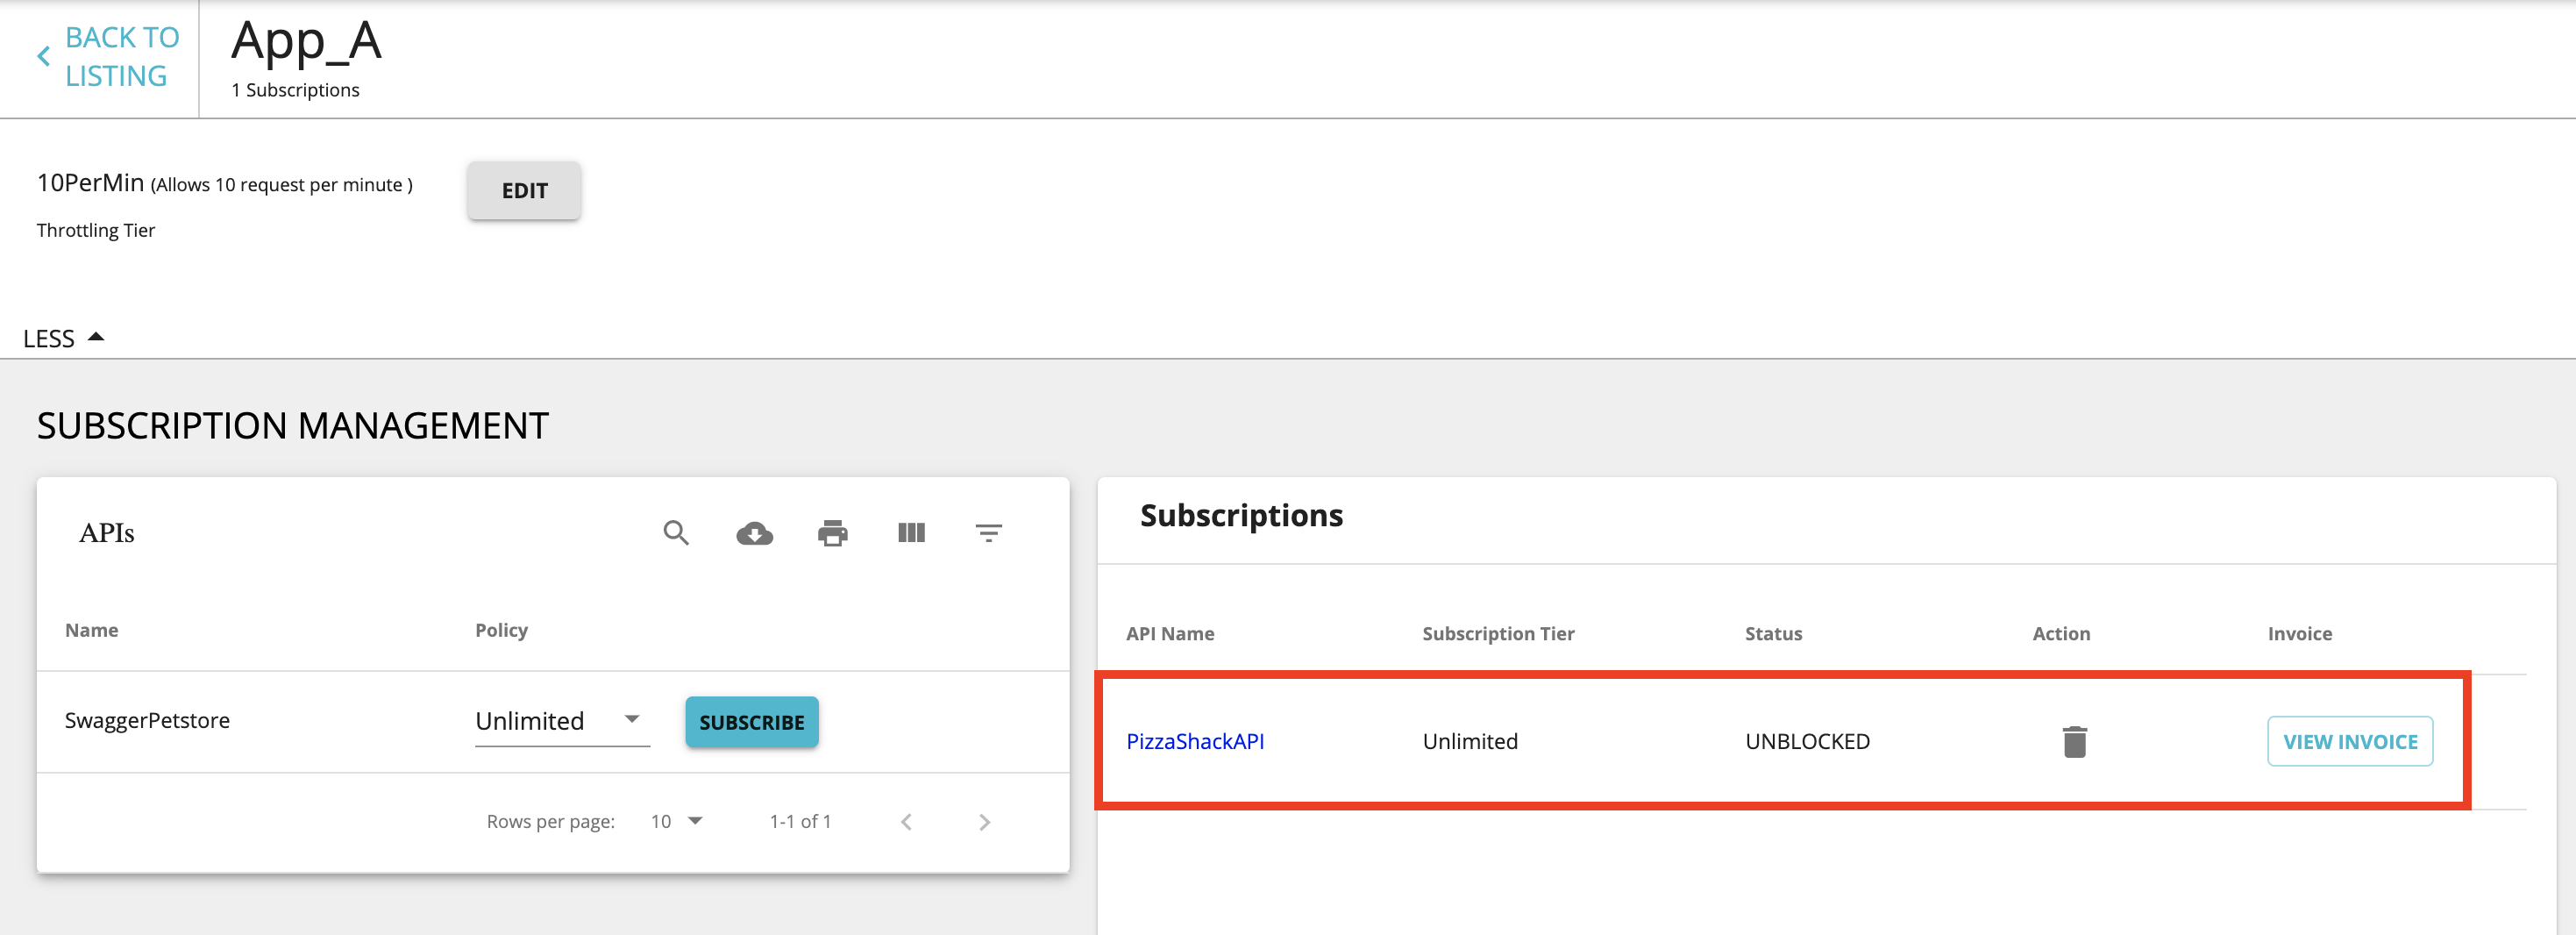 BACK TO
LISTING
App_A
1 Subscriptions
10PerMin (Allows 10 request per minute )
EDIT
Throttling Tier
LESS
SUBSCRIPTION MANAGEMENT
APIs
Name Policy
SwaggerPetstore Unlimited SUBSCRIBE
Rows per page: 10 1-1 of 1
Subscriptions
API Name Subscription Tier Status Action Invoice
PizzaShackAPI Unlimited UNBLOCKED VIEW INVOICE